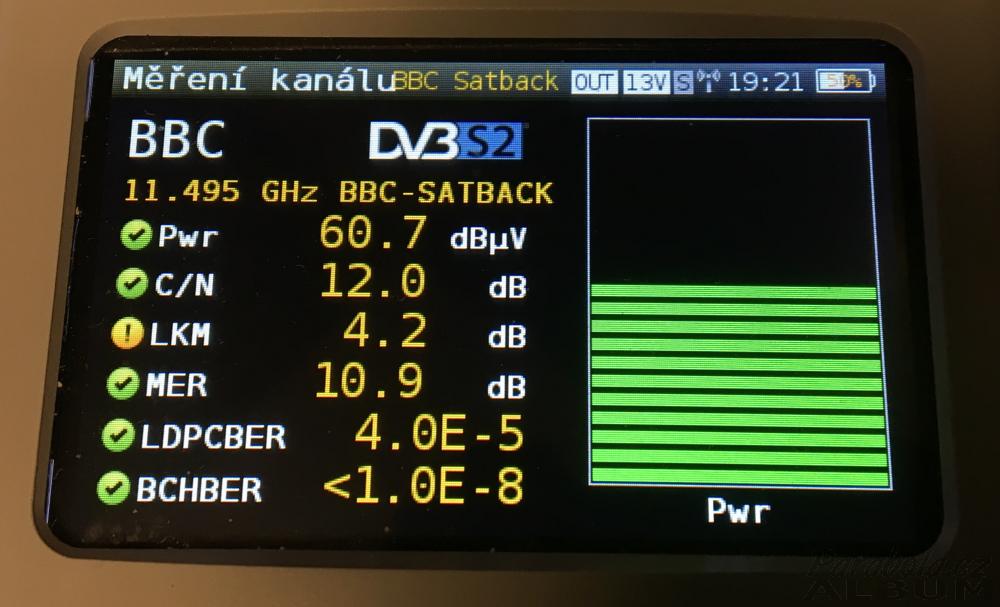 Měření kanálu BBC Satback OUT 13V S 19:21 50%
BBC DVB S2
11.495 GHz BBC-SATBACK
Pwr 60.7 dBµV
C/N 12.0 dB
LKM 4.2 dB
MER 10.9 dB
LDPCBER 4.0E-5
BCHBER <1.0E-8
Pwr
Parabola.cz
ALBUM